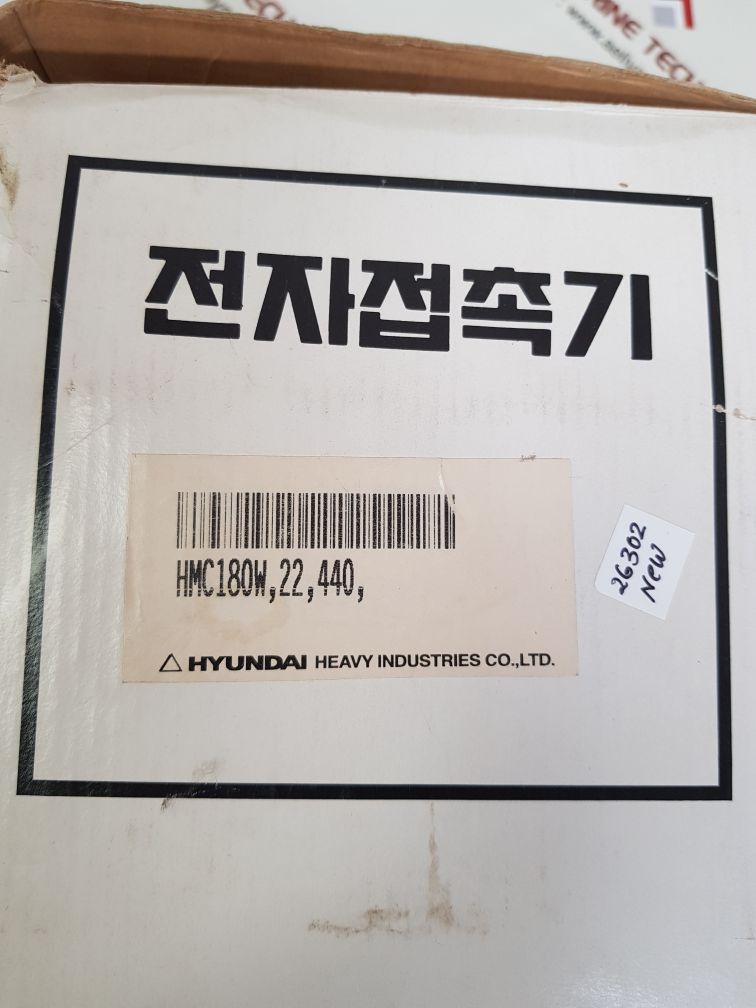 전자접촉기
HMC180W,22,440,
HYUNDAI HEAVY INDUSTRIES CO.,LTD.
26302
New